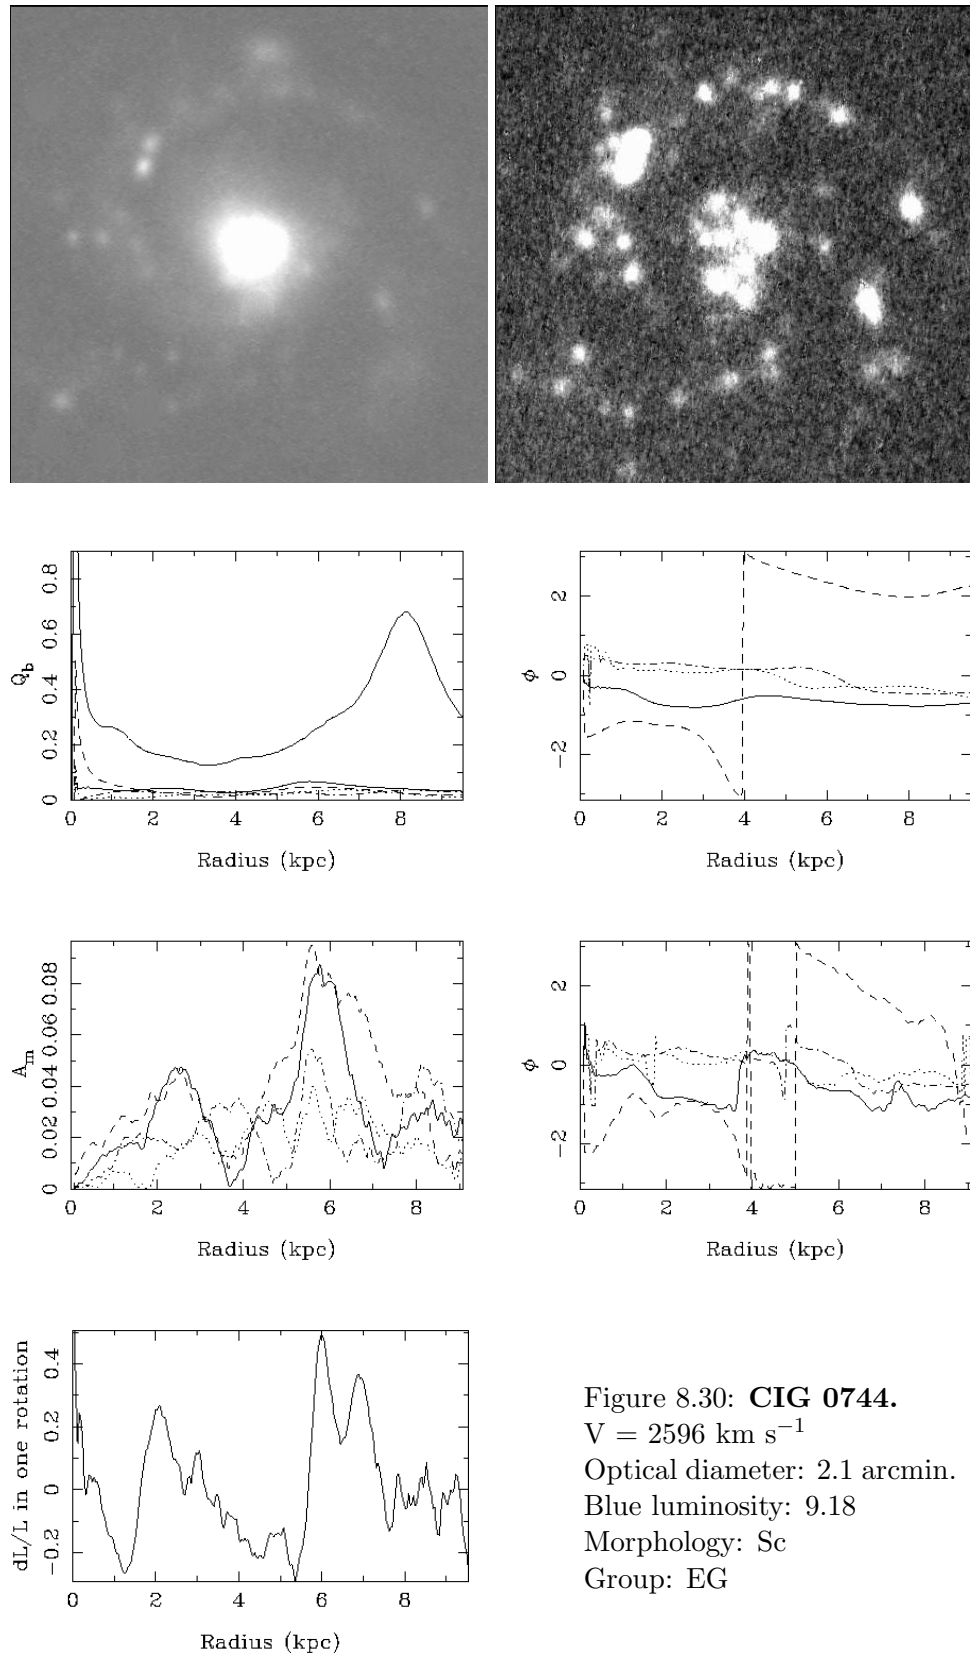 0 0.2 0.4 0.6 0.8
Q_b
0 2 4 6 8
Radius (kpc)
−2 0 2
φ
0 2 4 6 8
Radius (kpc)
0 0.02 0.04 0.06 0.08
A_m
0 2 4 6 8
Radius (kpc)
−2 0 2
φ
0 2 4 6 8
Radius (kpc)
−0.2 0 0.2 0.4
dL/L in one rotation
0 2 4 6 8
Radius (kpc)
Figure 8.30: CIG 0744.
V = 2596 km s⁻¹
Optical diameter: 2.1 arcmin.
Blue luminosity: 9.18
Morphology: Sc
Group: EG